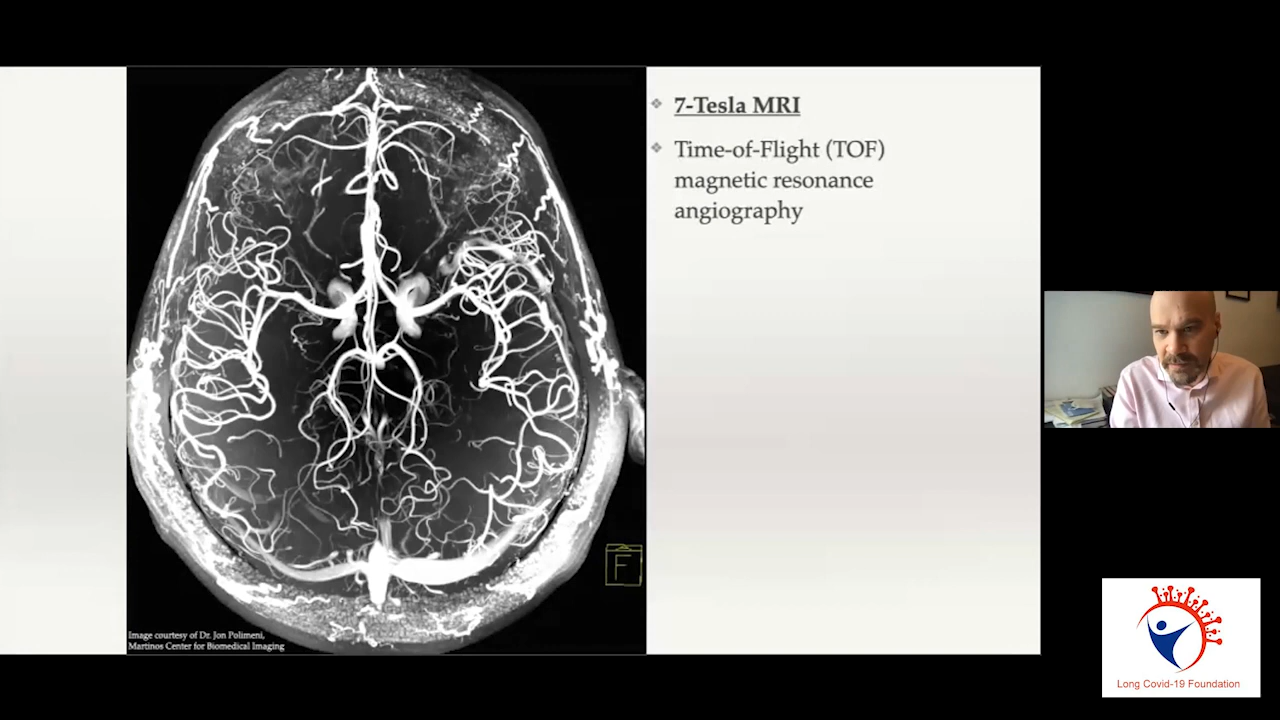 7-Tesla MRI
Time-of-Flight (TOF)
magnetic resonance
angiography
F
Image courtesy of Dr. Jon Polimeni,
Martinos Center for Biomedical Imaging
Long Covid-19 Foundation